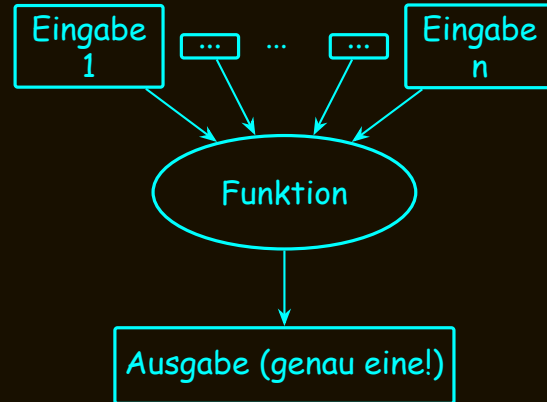 Eingabe
1
...
...
...
Eingabe
n
Funktion
Ausgabe (genau eine!)